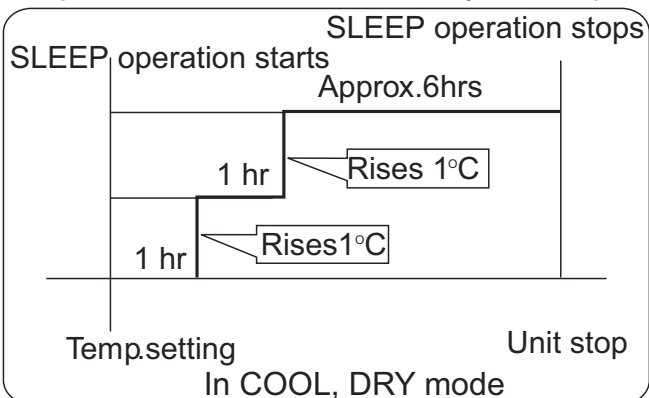 SLEEP operation stops
SLEEP operation starts
Approx.6hrs
1 hr
Rises 1°C
1 hr
Rises1°C
Temp.setting
Unit stop
In COOL, DRY mode